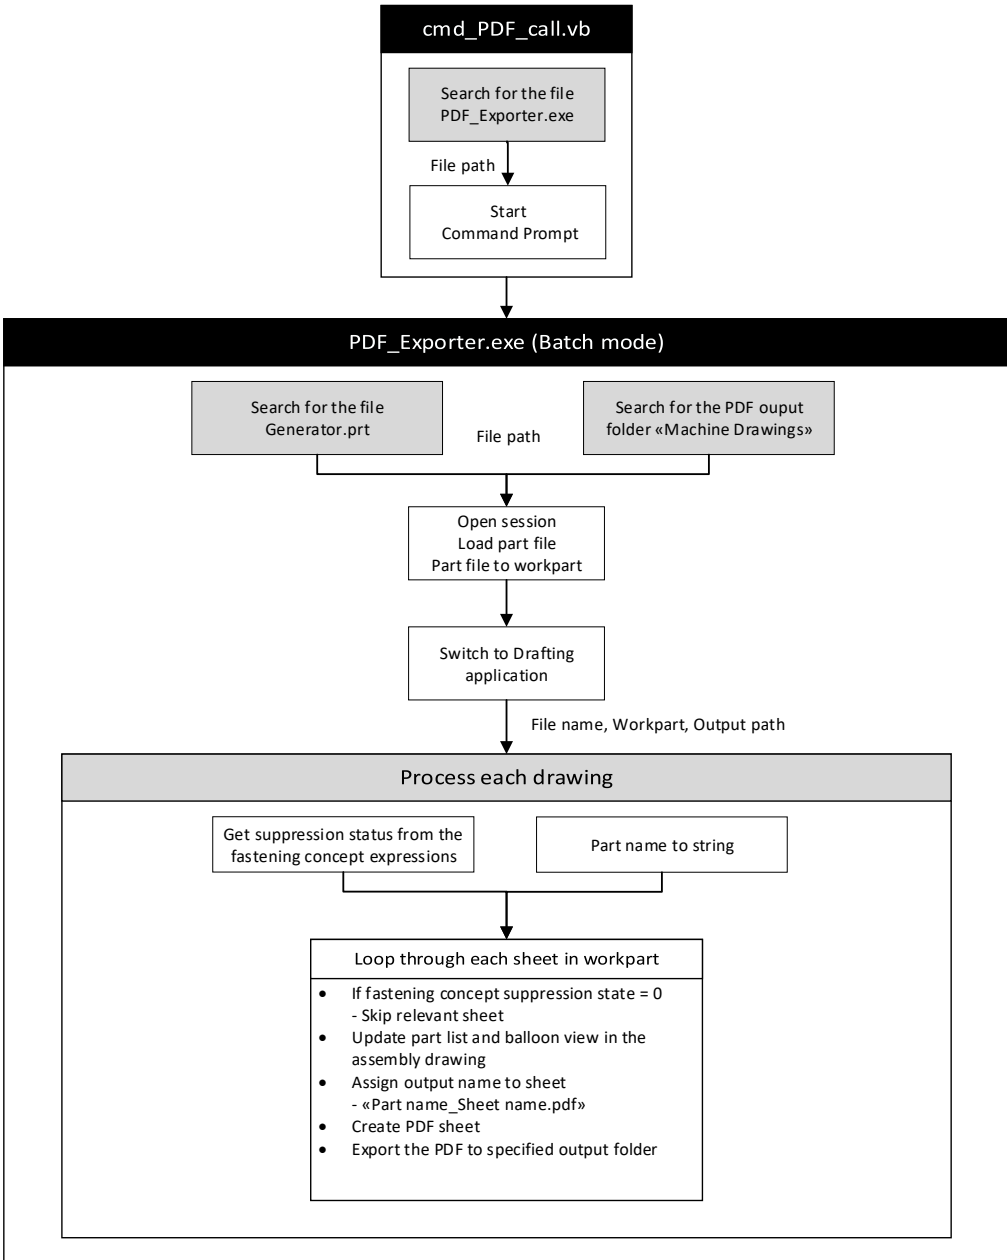 cmd_PDF_call.vb
Search for the file
PDF_Exporter.exe
File path
Start
Command Prompt
PDF_Exporter.exe (Batch mode)
Search for the file
Generator.prt
Search for the PDF ouput
folder «Machine Drawings»
File path
Open session
Load part file
Part file to workpart
Switch to Drafting
application
File name, Workpart, Output path
Process each drawing
Get suppression status from the
fastening concept expressions
Part name to string
Loop through each sheet in workpart
• If fastening concept suppression state = 0
- Skip relevant sheet
• Update part list and balloon view in the
assembly drawing
• Assign output name to sheet
- «Part name_Sheet name.pdf»
• Create PDF sheet
• Export the PDF to specified output folder